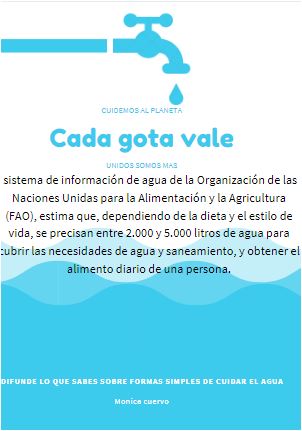 CUIDEMOS AL PLANETA
Cada gota vale
UNIDOS SOMOS MAS
sistema de información de agua de la Organización de las
Naciones Unidas para la Alimentación y la Agricultura
(FAO), estima que, dependiendo de la dieta y el estilo de
vida, se precisan entre 2.000 y 5.000 litros de agua para
cubrir las necesidades de agua y saneamiento, y obtener el
alimento diario de una persona.
DIFUNDE LO QUE SABES SOBRE FORMAS SIMPLES DE CUIDAR EL AGUA
Monica cuervo